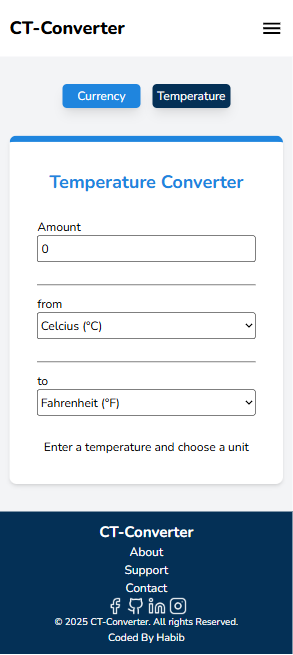 CT-Converter
Currency
Temperature
Temperature Converter
Amount
0
from
Celcius (°C)
to
Fahrenheit (°F)
Enter a temperature and choose a unit
CT-Converter
About
Support
Contact
© 2025 CT-Converter. All rights Reserved.
Coded By Habib